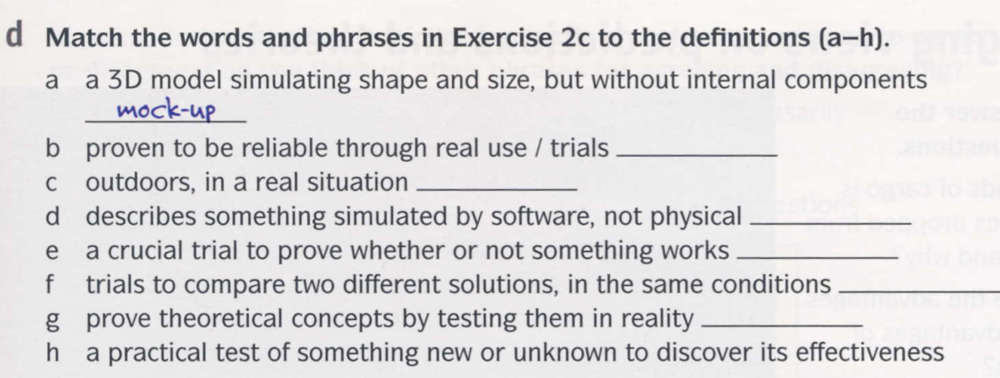 d Match the words and phrases in Exercise 2c to the definitions (a–h).
a a 3D model simulating shape and size, but without internal components
mock-up
b proven to be reliable through real use / trials
c outdoors, in a real situation
d describes something simulated by software, not physical
e a crucial trial to prove whether or not something works
f trials to compare two different solutions, in the same conditions
g prove theoretical concepts by testing them in reality
h a practical test of something new or unknown to discover its effectiveness